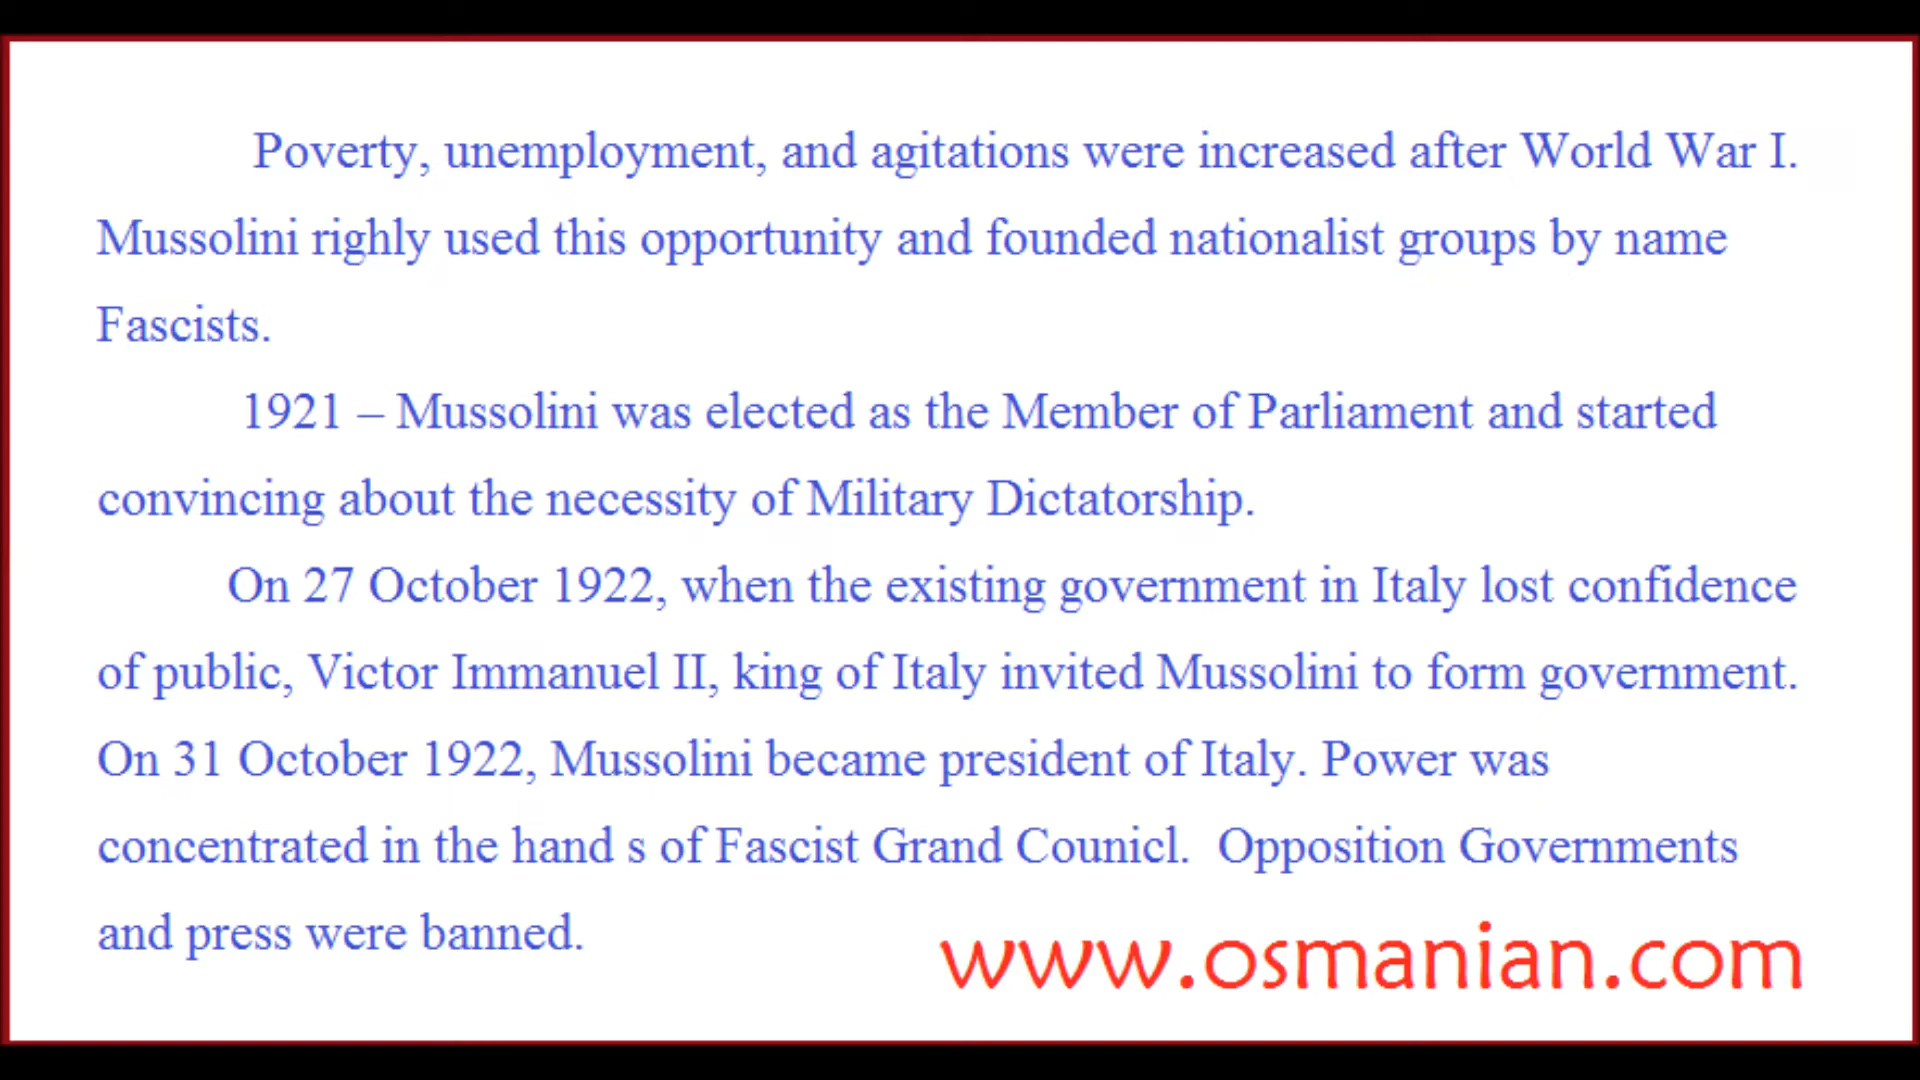 Poverty, unemployment, and agitations were increased after World War I.
Mussolini righly used this opportunity and founded nationalist groups by name
Fascists.
1921 – Mussolini was elected as the Member of Parliament and started
convincing about the necessity of Military Dictatorship.
On 27 October 1922, when the existing government in Italy lost confidence
of public, Victor Immanuel II, king of Italy invited Mussolini to form government.
On 31 October 1922, Mussolini became president of Italy. Power was
concentrated in the hand s of Fascist Grand Counicl.  Opposition Governments
and press were banned.
www.osmanian.com